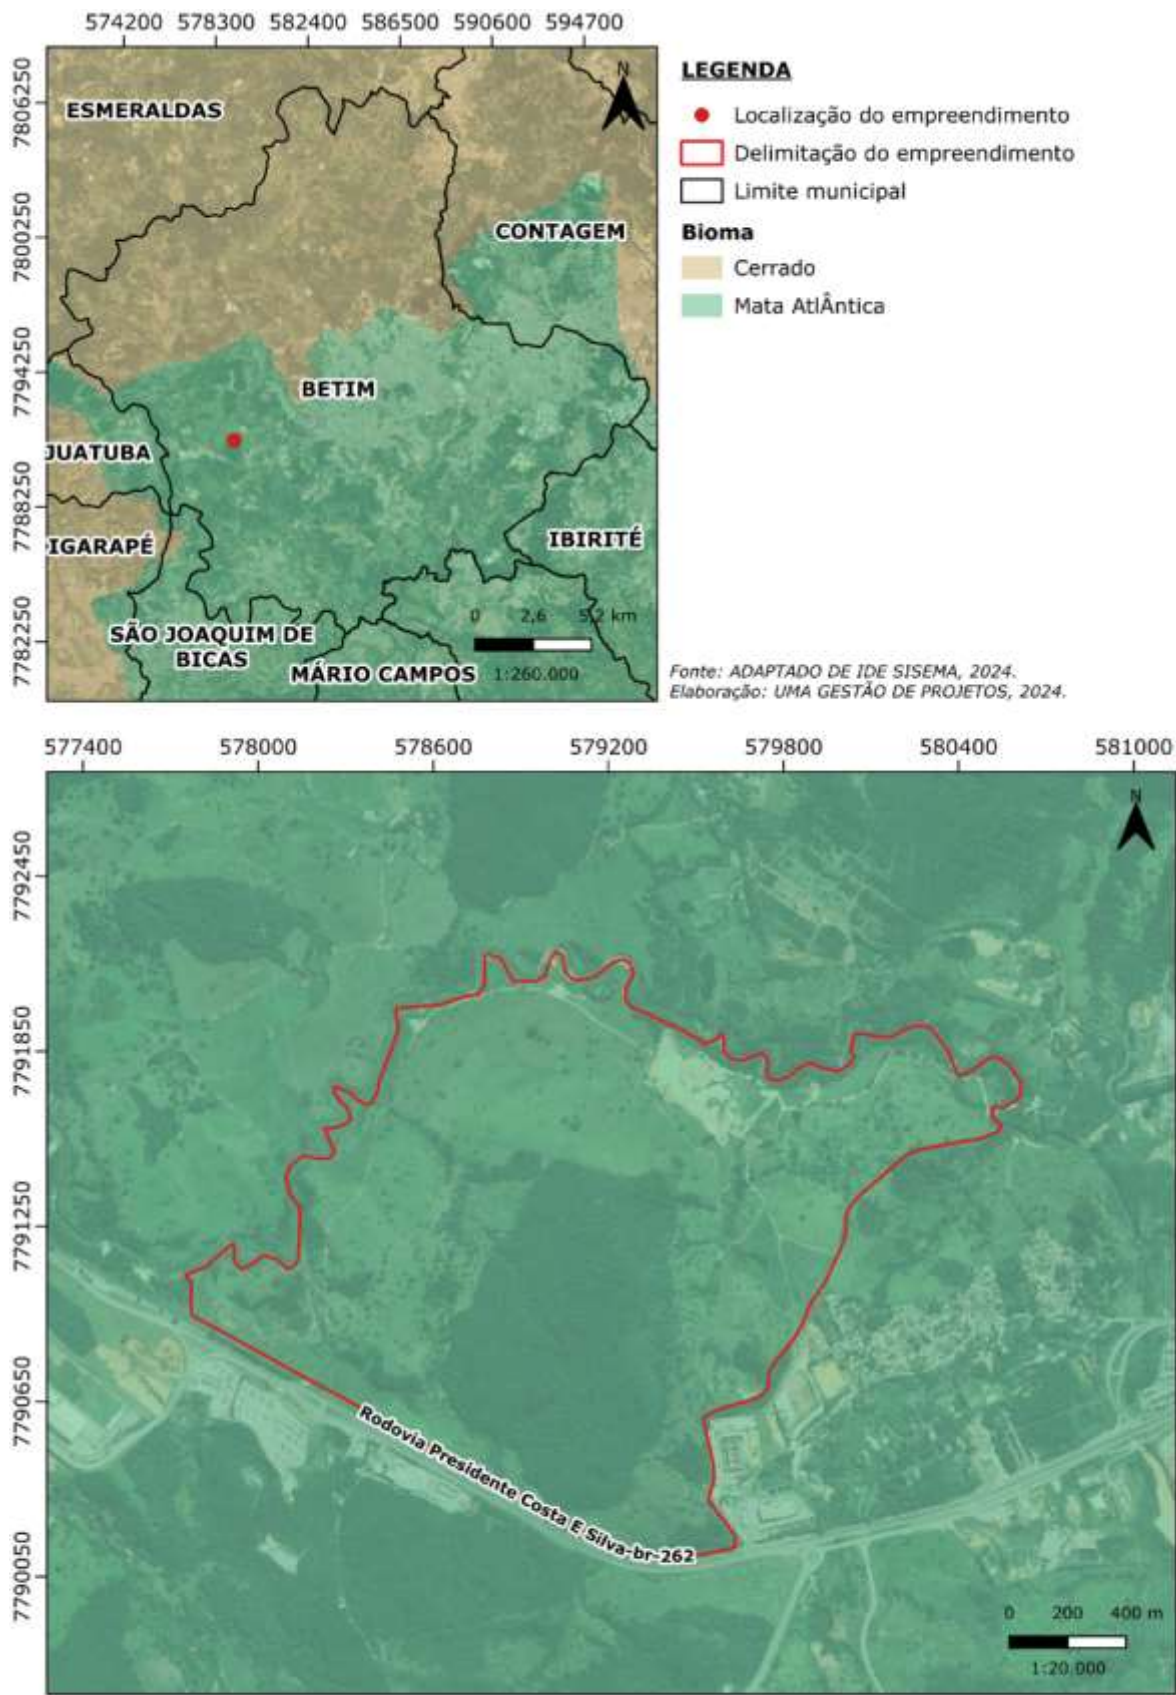 574200 578300 582400 586500 590600 594700
7806250
7800250
7794250
7788250
7782250
N
ESMERALDAS
CONTAGEM
BETIM
JUATUBA
IGARAPÉ
IBIRITÉ
SÃO JOAQUIM DE
BICAS
MÁRIO CAMPOS
0 2,6 5,2 km
1:260.000
LEGENDA
Localização do empreendimento
Delimitação do empreendimento
Limite municipal
Bioma
Cerrado
Mata AtlÂntica
Fonte: ADAPTADO DE IDE SISEMA, 2024.
Elaboração: UMA GESTÃO DE PROJETOS, 2024.
577400 578000 578600 579200 579800 580400 581000
7792450
7791850
7791250
7790650
7790050
N
Rodovia Presidente Costa E Silva-br-262
0 200 400 m
1:20.000